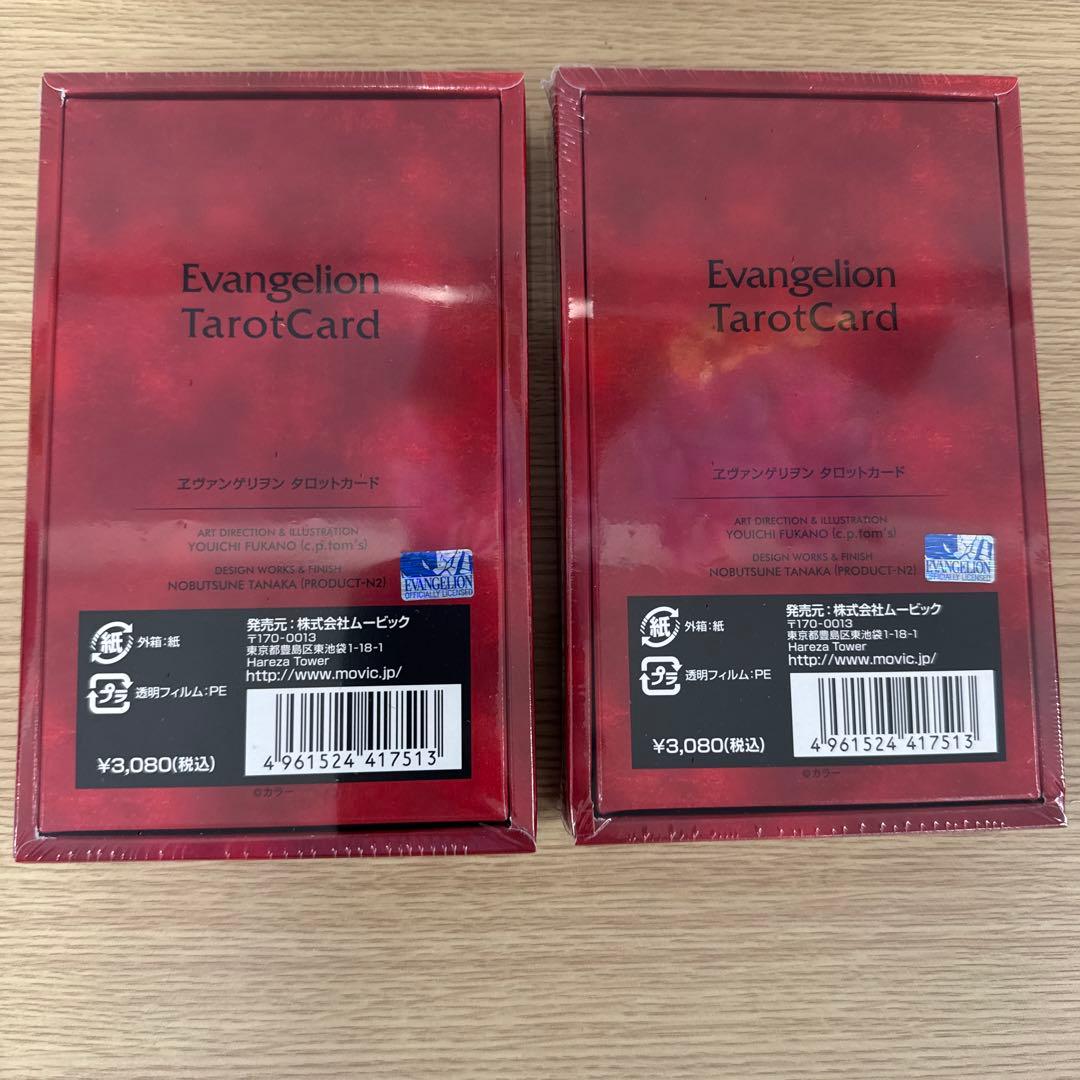 Evangelion
TarotCard
ヱヴァンゲリヲン タロットカード
ART DIRECTION & ILLUSTRATION
YOUICHI FUKANO (c.p.tom's)
DESIGN WORKS & FINISH
NOBUTSUNE TANAKA (PRODUCT-N2)
EVANGELION
OFFICIALLY LICENSED
紙
外箱:紙
プラ
透明フィルム:PE
発売元:株式会社ムービック
〒170-0013
東京都豊島区東池袋1-18-1
Hareza Tower
http://www.movic.jp/
¥3,080(税込)
4 961524 417513
©カラー
Evangelion
TarotCard
ヱヴァンゲリヲン タロットカード
ART DIRECTION & ILLUSTRATION
YOUICHI FUKANO (c.p.tom's)
DESIGN WORKS & FINISH
NOBUTSUNE TANAKA (PRODUCT-N2)
EVANGELION
OFFICIALLY LICENSED
紙
外箱:紙
プラ
透明フィルム:PE
発売元:株式会社ムービック
〒170-0013
東京都豊島区東池袋1-18-1
Hareza Tower
http://www.movic.jp/
¥3,080(税込)
4 961524 417513
©カラー